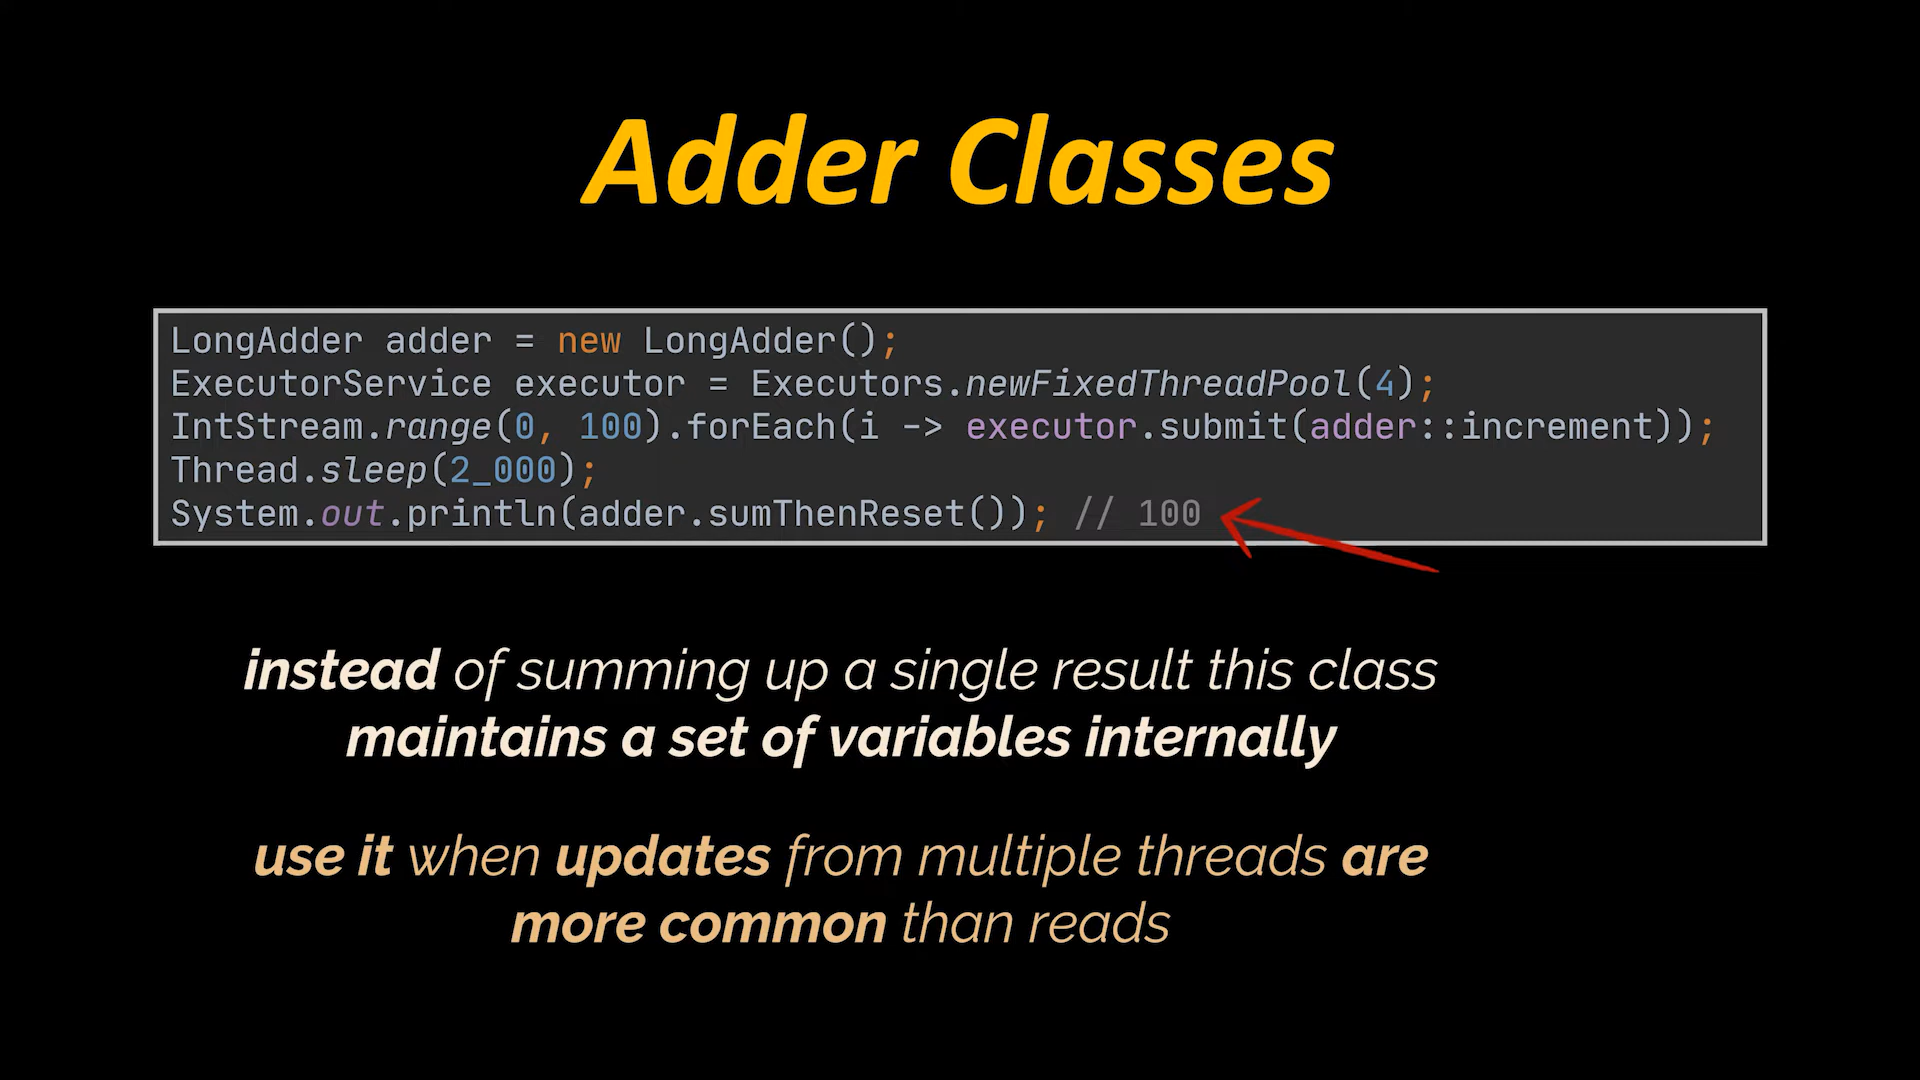 Adder Classes
LongAdder adder = new LongAdder();
ExecutorService executor = Executors.newFixedThreadPool(4);
IntStream.range(0, 100).forEach(i -> executor.submit(adder::increment));
Thread.sleep(2_000);
System.out.println(adder.sumThenReset()); // 100
instead of summing up a single result this class
maintains a set of variables internally
use it when updates from multiple threads are
more common than reads